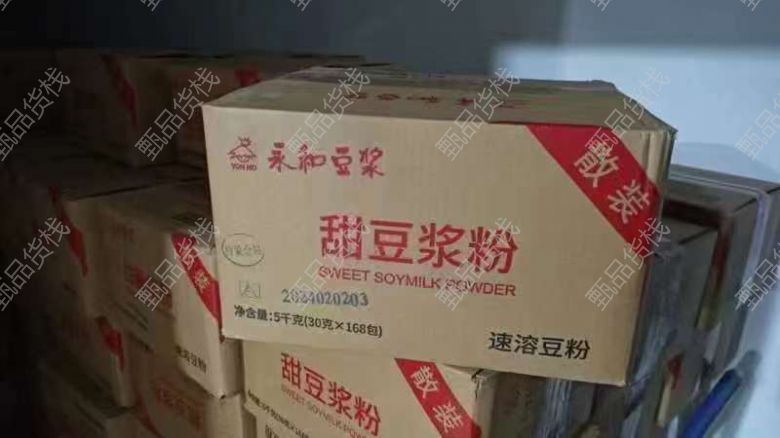 永和豆浆
YON HO
散装
甜豆浆粉
SWEET SOYMILK POWDER
2024020203
净含量:5千克(30克×168包)
速溶豆粉
散装
甜豆浆粉
SWEET SOYMILK POWDER
散装
甄品货栈